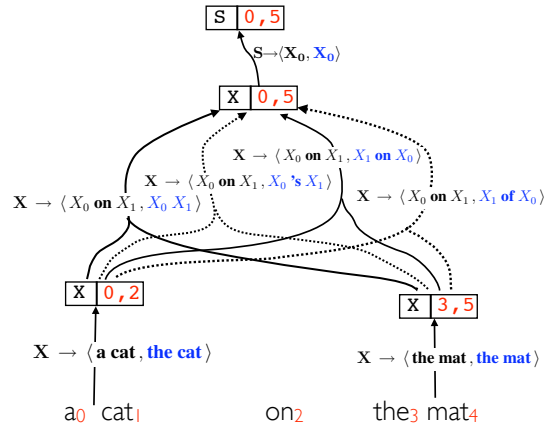 S 0,5
S→⟨X₀, X₀⟩
X 0,5
X → ⟨ X₀ on X₁ , X₁ on X₀ ⟩
X → ⟨ X₀ on X₁ , X₀ 's X₁ ⟩
X → ⟨ X₀ on X₁ , X₀ X₁ ⟩
X → ⟨ X₀ on X₁ , X₁ of X₀ ⟩
X 0,2
X 3,5
X → ⟨ a cat , the cat ⟩
X → ⟨ the mat , the mat ⟩
a₀ cat₁ on₂ the₃ mat₄